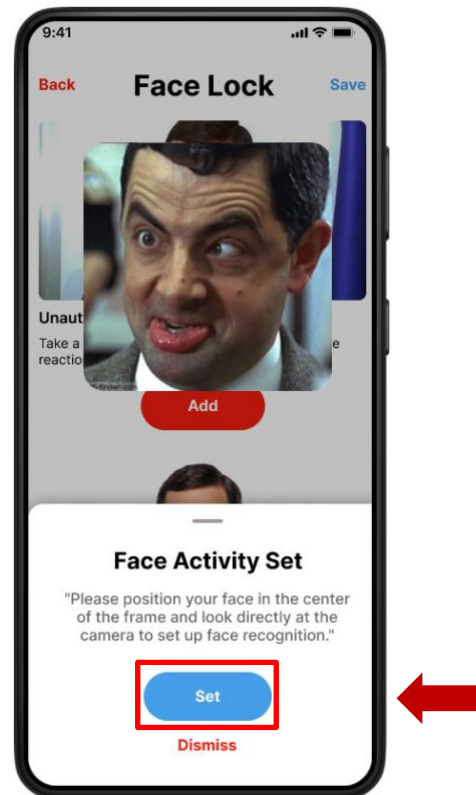 9:41
Back
Face Lock
Save
Unaut
Take a
e
reactio
Add
Face Activity Set
"Please position your face in the center
of the frame and look directly at the
camera to set up face recognition."
Set
Dismiss